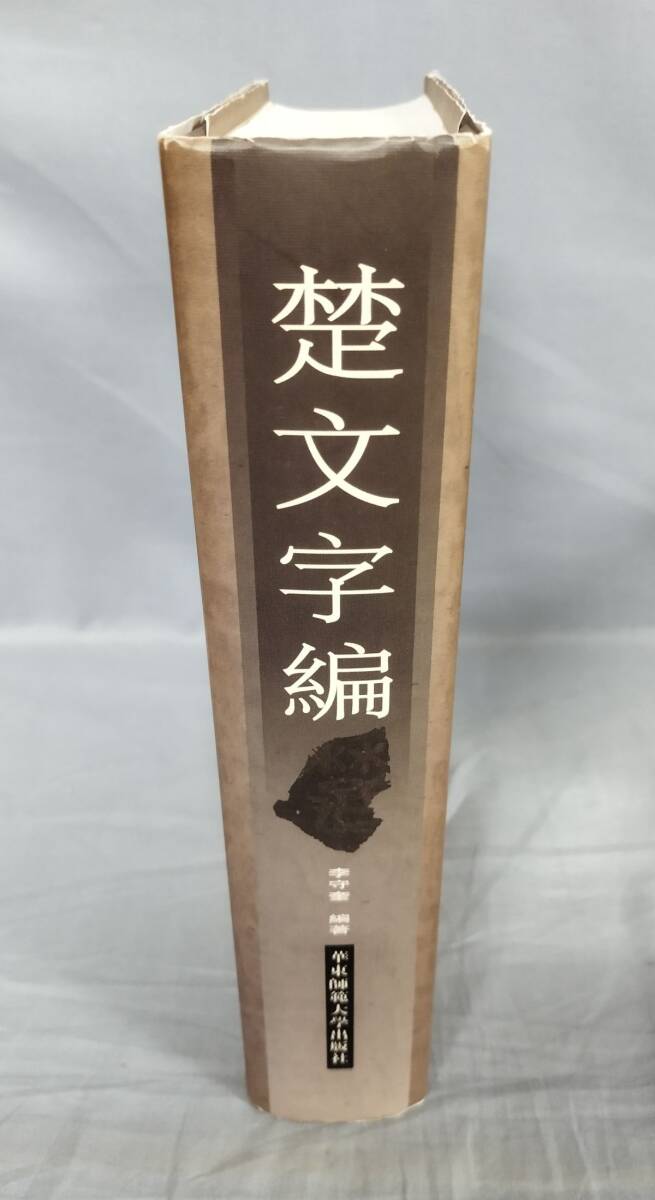 楚文字編
李守奎 編著
華東師範大學出版社